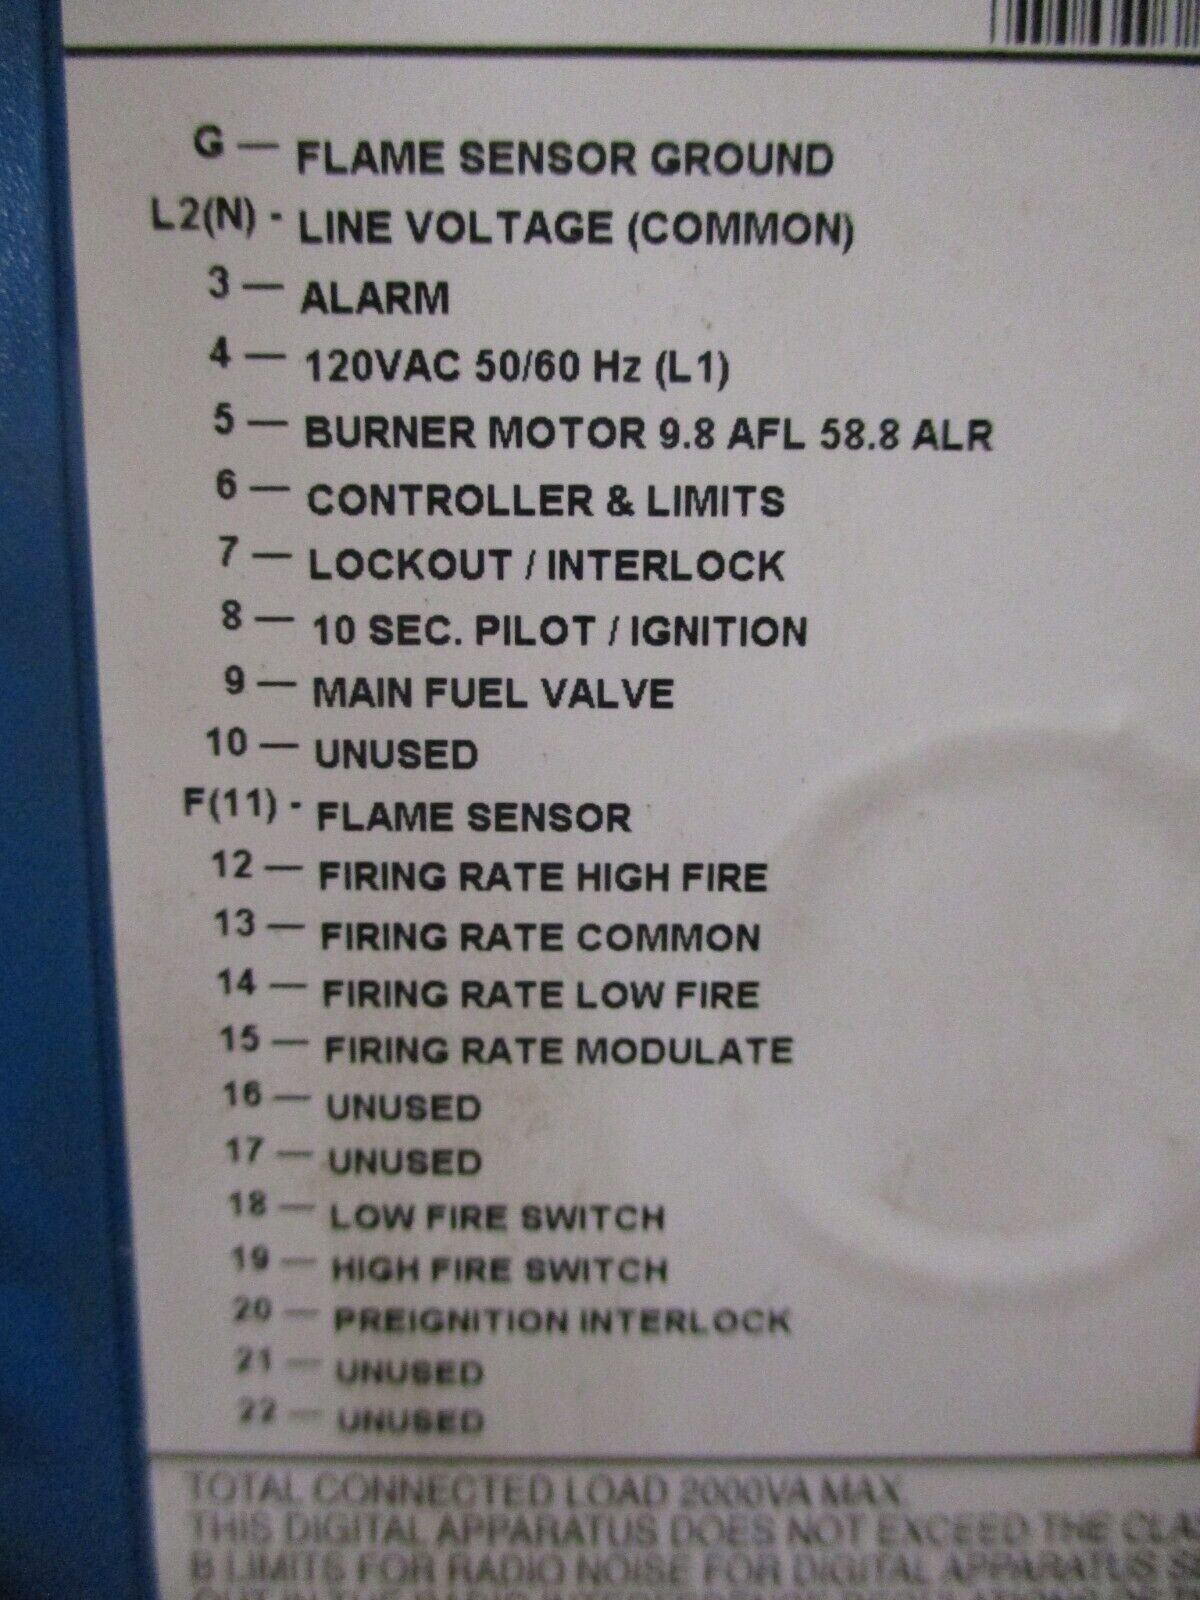 G — FLAME SENSOR GROUND
L2(N) - LINE VOLTAGE (COMMON)
3 — ALARM
4 — 120VAC 50/60 Hz (L1)
5 — BURNER MOTOR 9.8 AFL 58.8 ALR
6 — CONTROLLER & LIMITS
7 — LOCKOUT / INTERLOCK
8 — 10 SEC. PILOT / IGNITION
9 — MAIN FUEL VALVE
10 — UNUSED
F(11) - FLAME SENSOR
12 — FIRING RATE HIGH FIRE
13 — FIRING RATE COMMON
14 — FIRING RATE LOW FIRE
15 — FIRING RATE MODULATE
16 — UNUSED
17 — UNUSED
18 — LOW FIRE SWITCH
19 — HIGH FIRE SWITCH
20 — PREIGNITION INTERLOCK
21 — UNUSED
22 — UNUSED
TOTAL CONNECTED LOAD 2000VA MAX
THIS DIGITAL APPARATUS DOES NOT EXCEED THE CLA
B LIMITS FOR RADIO NOISE FOR DIGITAL APPARATUS S